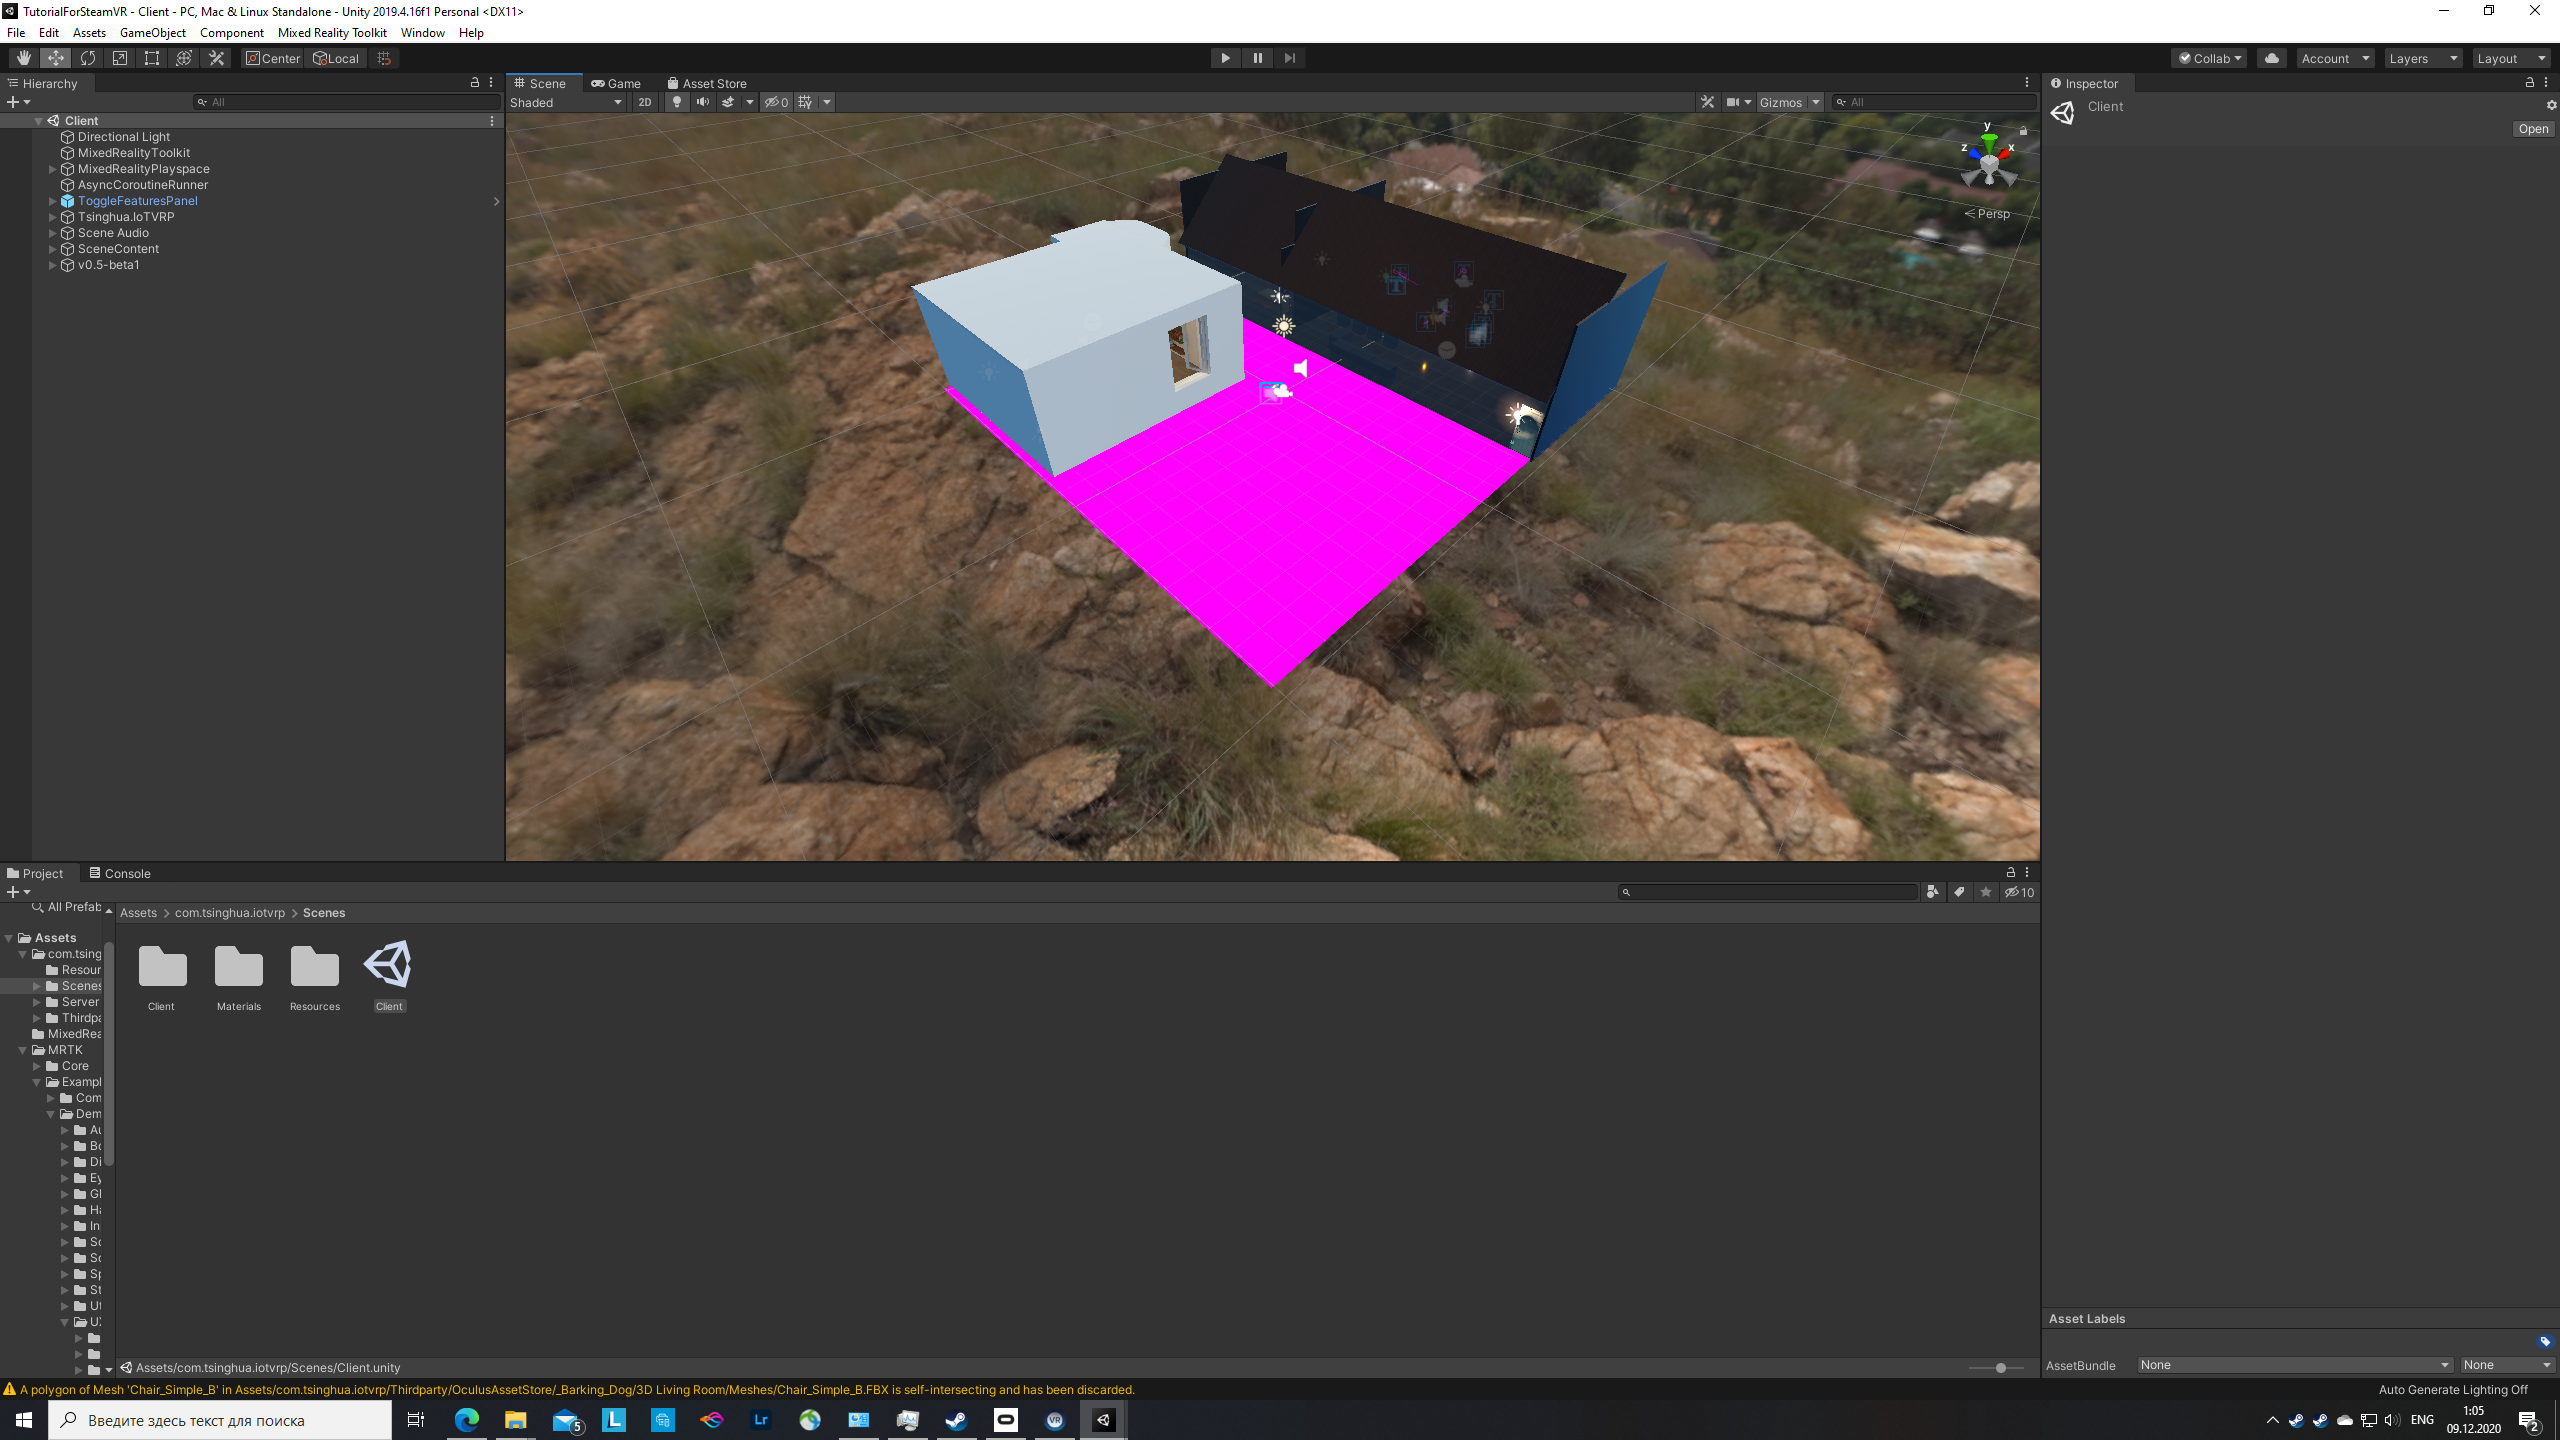 TutorialForSteamVR - Client - PC, Mac & Linux Standalone - Unity 2019.4.16f1 Personal <DX11>
File Edit Assets GameObject Component Mixed Reality Toolkit Window Help
Center Local Collab Account Layers Layout
Hierarchy Scene Game Asset Store Inspector
All Shaded 2D 0 Gizmos All Client
Open
Client
Directional Light
MixedRealityToolkit
MixedRealityPlayspace
AsyncCoroutineRunner
ToggleFeaturesPanel
Tsinghua.IoTVRP
Scene Audio
SceneContent
v0.5-beta1
y
z x
Persp
Project Console
10
All Prefab
Assets > com.tsinghua.iotvrp > Scenes
Assets
com.tsing
Resour
Scenes
Server
Thirdpa
MixedRea
MRTK
Core
Exampl
Com
Dem
Au
Bo
Di
Ey
Gl
Ha
In
Sc
Sc
Sp
St
Ut
UX
Client Materials Resources Client
Assets/com.tsinghua.iotvrp/Scenes/Client.unity
Asset Labels
AssetBundle None None
A polygon of Mesh 'Chair_Simple_B' in Assets/com.tsinghua.iotvrp/Thirdparty/OculusAssetStore/_Barking_Dog/3D Living Room/Meshes/Chair_Simple_B.FBX is self-intersecting and has been discarded.
Auto Generate Lighting Off
Введите здесь текст для поиска
5 L Lr VR ENG
1:05
09.12.2020
2